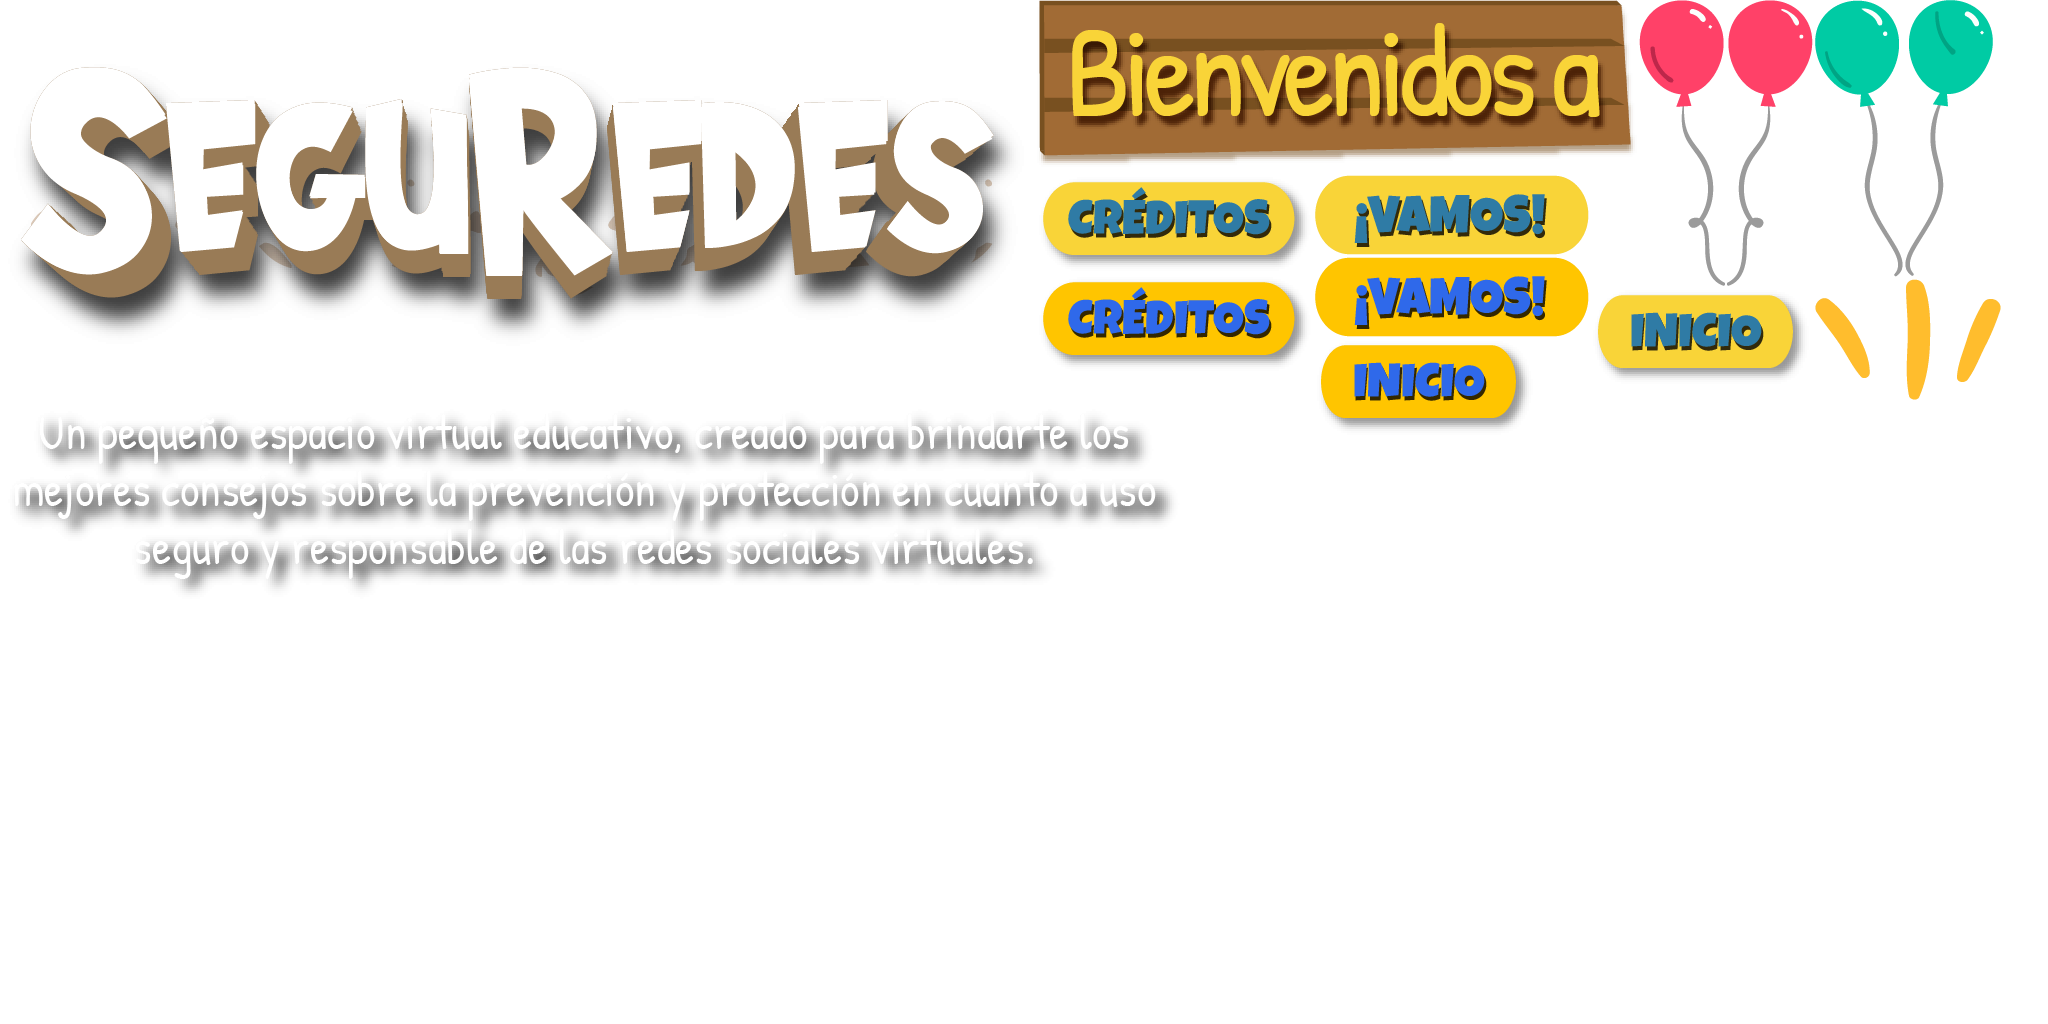 SEGUREDES
Bienvenidos a
CRÉDITOS
¡VAMOS!
CRÉDITOS
¡VAMOS!
INICIO
INICIO
Un pequeño espacio virtual educativo, creado para brindarte los
mejores consejos sobre la prevención y protección en cuanto a uso
seguro y responsable de las redes sociales virtuales.